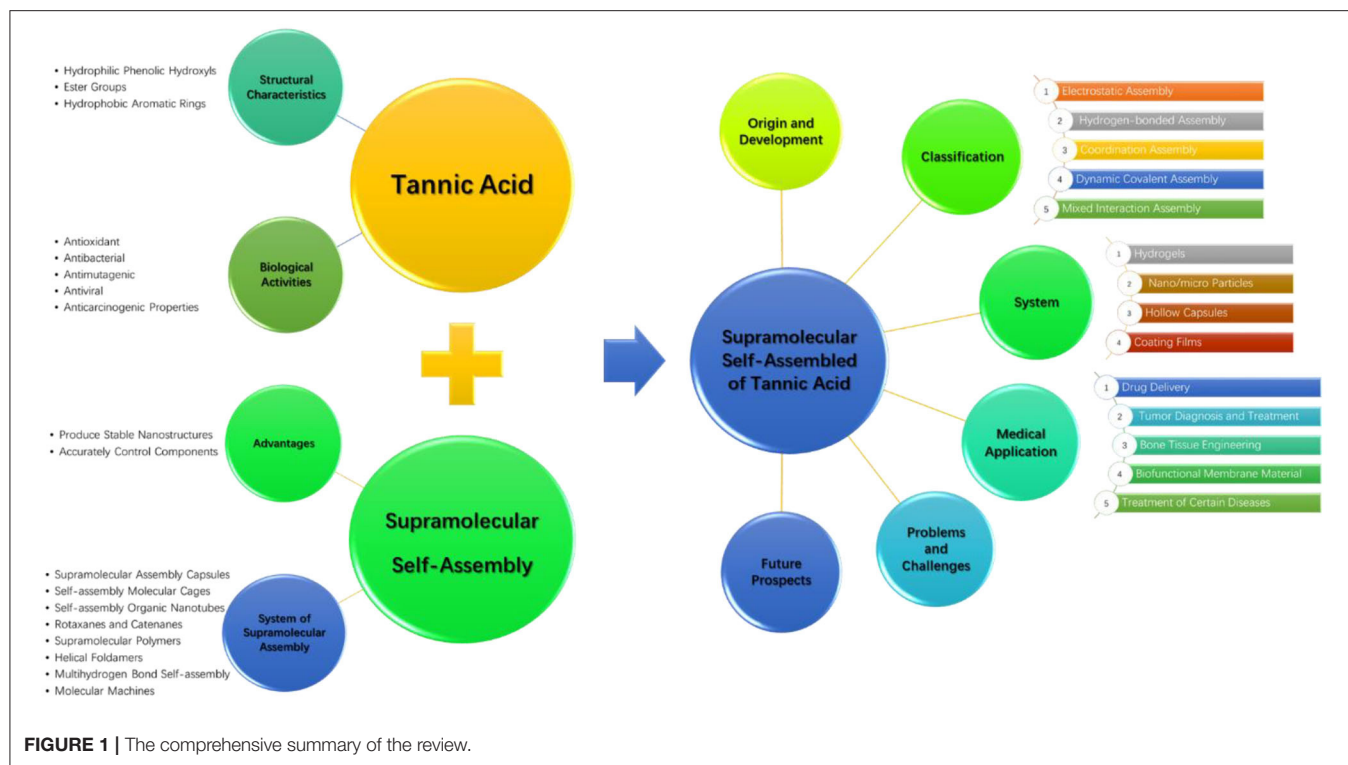 • Hydrophilic Phenolic Hydroxyls
• Ester Groups
• Hydrophobic Aromatic Rings
Structural
Characteristics
Tannic Acid
• Antioxidant
• Antibacterial
• Antimutagenic
• Antiviral
• Anticarcinogenic Properties
Biological
Activities
• Produce Stable Nanostructures
• Accurately Control Components
Advantages
Supramolecular
Self-Assembly
• Supramolecular Assembly Capsules
• Self-assembly Molecular Cages
• Self-assembly Organic Nanotubes
• Rotaxanes and Catenanes
• Supramolecular Polymers
• Helical Foldamers
• Multihydrogen Bond Self-assembly
• Molecular Machines
System of
Supramolecular
Assembly
Origin and
Development
Classification
1 Electrostatic Assembly
2 Hydrogen-bonded Assembly
3 Coordination Assembly
4 Dynamic Covalent Assembly
5 Mixed Interaction Assembly
Supramolecular
Self-Assembled
of Tannic Acid
System
1 Hydrogels
2 Nano/micro Particles
3 Hollow Capsules
4 Coating Films
Medical
Application
1 Drug Delivery
2 Tumor Diagnosis and Treatment
3 Bone Tissue Engineering
4 Biofunctional Membrane Material
5 Treatment of Certain Diseases
Problems
and
Challenges
Future
Prospects
FIGURE 1 | The comprehensive summary of the review.